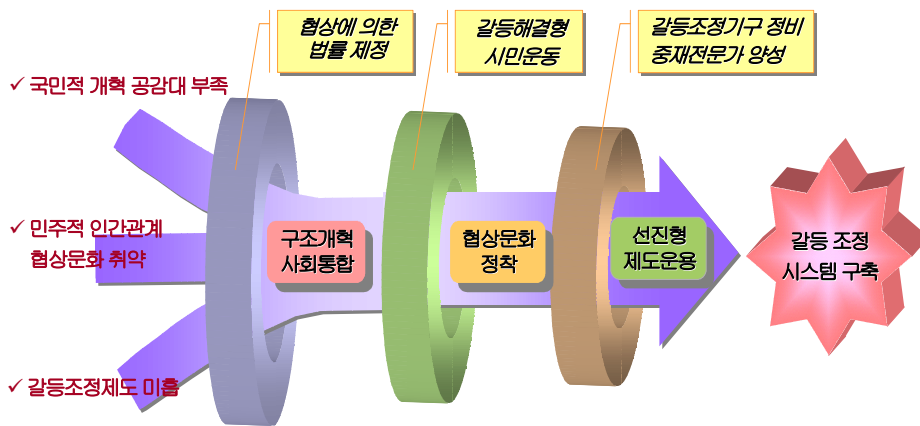 협상에 의한
법률 제정
갈등해결형
시민운동
갈등조정기구 정비
중재전문가 양성
✓ 국민적 개혁 공감대 부족
✓ 민주적 인간관계
협상문화 취약
✓ 갈등조정제도 미흡
구조개혁
사회통합
협상문화
정착
선진형
제도운용
갈등 조정
시스템 구축